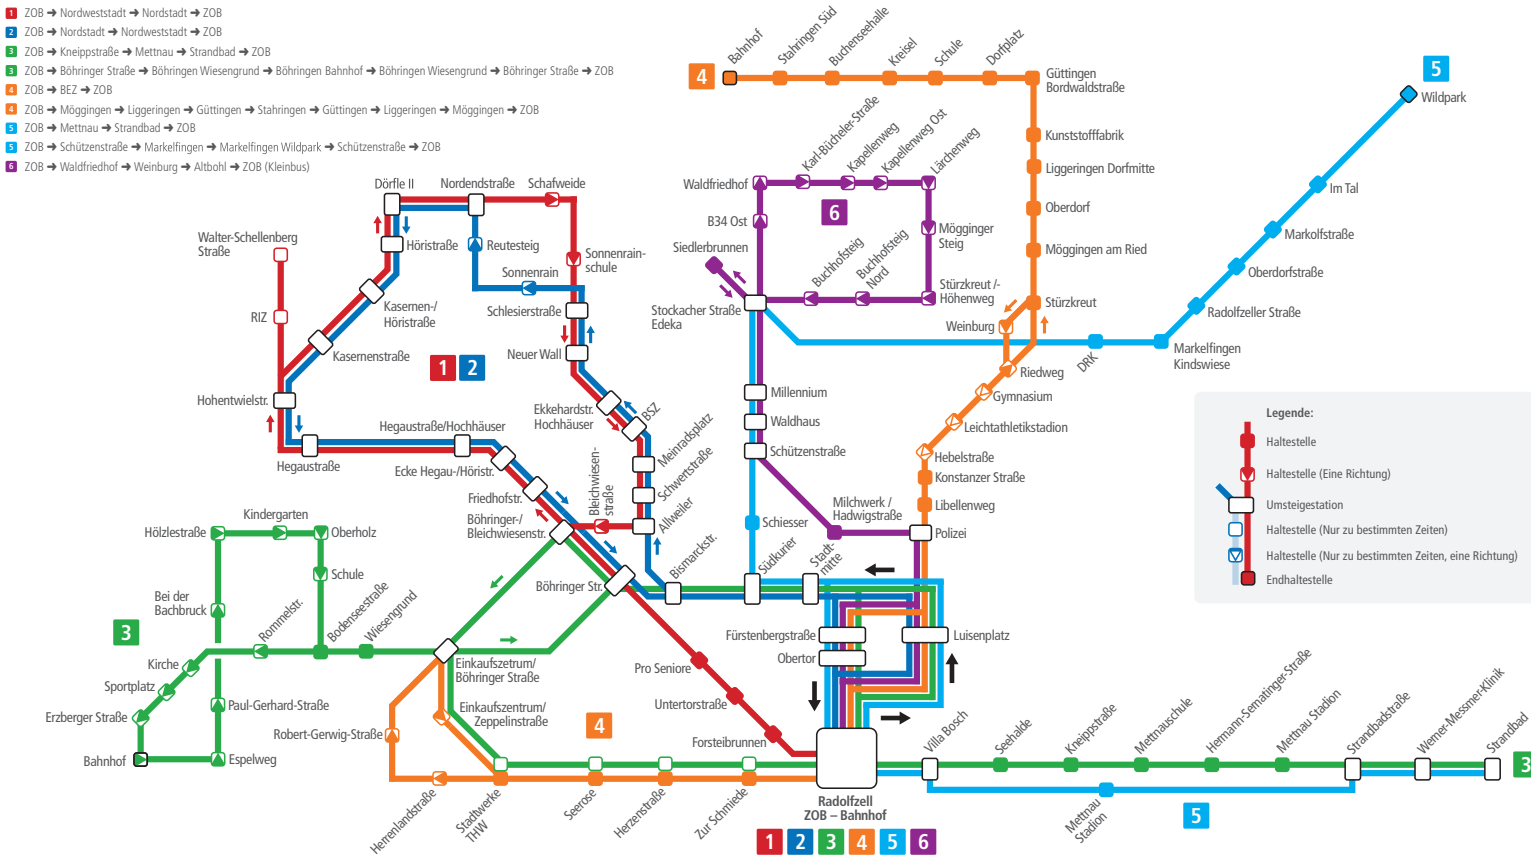 1 ZOB ➜ Nordweststadt ➜ Nordstadt ➜ ZOB
2 ZOB ➜ Nordstadt ➜ Nordweststadt ➜ ZOB
3 ZOB ➜ Kneippstraße ➜ Mettnau ➜ Strandbad ➜ ZOB
3 ZOB ➜ Böhringer Straße ➜ Böhringen Wiesengrund ➜ Böhringen Bahnhof ➜ Böhringen Wiesengrund ➜ Böhringer Straße ➜ ZOB
4 ZOB ➜ BEZ ➜ ZOB
4 ZOB ➜ Möggingen ➜ Liggeringen ➜ Güttingen ➜ Stahringen ➜ Güttingen ➜ Liggeringen ➜ Möggingen ➜ ZOB
5 ZOB ➜ Mettnau ➜ Strandbad ➜ ZOB
5 ZOB ➜ Schützenstraße ➜ Markelfingen ➜ Markelfingen Wildpark ➜ Schützenstraße ➜ ZOB
6 ZOB ➜ Waldfriedhof ➜ Weinburg ➜ Altbohl ➜ ZOB (Kleinbus)
4
Bahnhof
Stahringen Süd
Buchenseehalle
Kreisel
Schule
Dorfplatz
Güttingen
Bordwaldstraße
Kunststofffabrik
Liggeringen Dorfmitte
Oberdorf
Möggingen am Ried
Stürzkreut
Weinburg
Riedweg
Gymnasium
Leichtathletikstadion
Hebelstraße
Konstanzer Straße
Libellenweg
Polizei
5
Wildpark
Im Tal
Markolfstraße
Oberdorfstraße
Radolfzeller Straße
Markelfingen
Kindswiese
DRK
Waldfriedhof
Karl-Bücheler-Straße
Kapellenweg
Kapellenweg Ost
Lärchenweg
6
B34 Ost
Mögginger
Steig
Siedlerbrunnen
Buchhofsteig
Buchhofsteig
Nord
Stürzkreut /-
Höhenweg
Stockacher Straße
Edeka
Millennium
Waldhaus
Schützenstraße
Milchwerk /
Hadwigstraße
Schiesser
Dörfle II
Nordendstraße
Schafweide
Walter-Schellenberg
Straße
Höristraße
Reutesteig
Sonnenrain-
schule
Sonnenrain
RIZ
Kasernen-/
Höristraße
Schlesierstraße
Kasernenstraße
Neuer Wall
1 2
Hohentwielstr.
Ekkehardstr.
Hochhäuser
BSZ
Hegaustraße/Hochhäuser
Meinradsplatz
Hegaustraße
Ecke Hegau-/Höristr.
Schwertstraße
Friedhofstr.
Bleichwiesen-
straße
Allweiler
Böhringer-/
Bleichwiesenstr.
Böhringer Str.
Bismarckstr.
Südkurier
Stadt-
mitte
Kindergarten
Hölzlestraße
Oberholz
Schule
Bei der
Bachbruck
Rommelstr.
Bodenseestraße
Wiesengrund
3
Kirche
Sportplatz
Erzberger Straße
Paul-Gerhard-Straße
Bahnhof
Espelweg
Einkaufszetrum/
Böhringer Straße
Einkaufszentrum/
Zeppelinstraße
4
Robert-Gerwig-Straße
Herrenlandstraße
Stadtwerke
THW
Seerose
Herzenstraße
Zur Schmiede
Pro Seniore
Untertorstraße
Forsteibrunnen
Fürstenbergstraße
Obertor
Luisenplatz
Radolfzell
ZOB – Bahnhof
1 2 3 4 5 6
Villa Bosch
Seehalde
Kneippstraße
Mettnauschule
Hermann-Sematinger-Straße
Mettnau Stadion
Strandbadstraße
Werner-Messmer-Klinik
Strandbad
3
Mettnau
Stadion
5
Legende:
Haltestelle
Haltestelle (Eine Richtung)
Umsteigestation
Haltestelle (Nur zu bestimmten Zeiten)
Haltestelle (Nur zu bestimmten Zeiten, eine Richtung)
Endhaltestelle